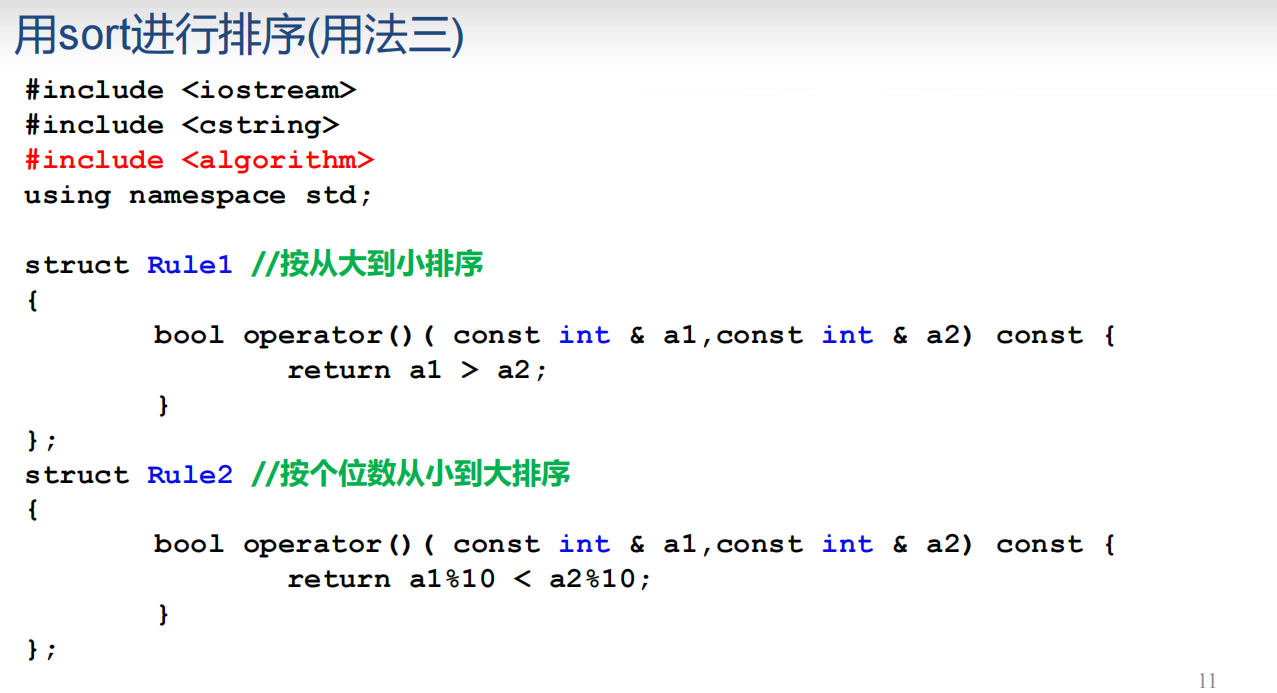 用sort进行排序(用法三)
#include <iostream>
#include <cstring>
#include <algorithm>
using namespace std;
struct Rule1 //按从大到小排序
{
bool operator()( const int & a1,const int & a2) const {
return a1 > a2;
}
};
struct Rule2 //按个位数从小到大排序
{
bool operator()( const int & a1,const int & a2) const {
return a1%10 < a2%10;
}
};
11